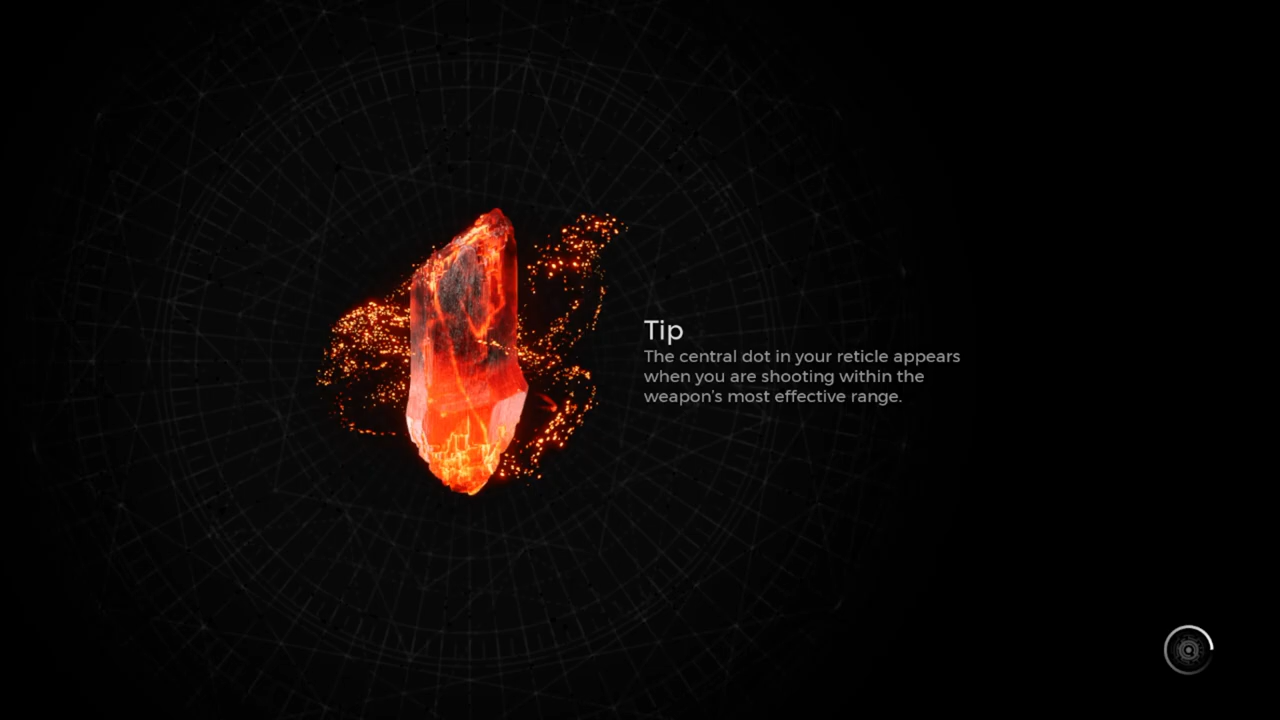 Tip
The central dot in your reticle appears
when you are shooting within the
weapon's most effective range.